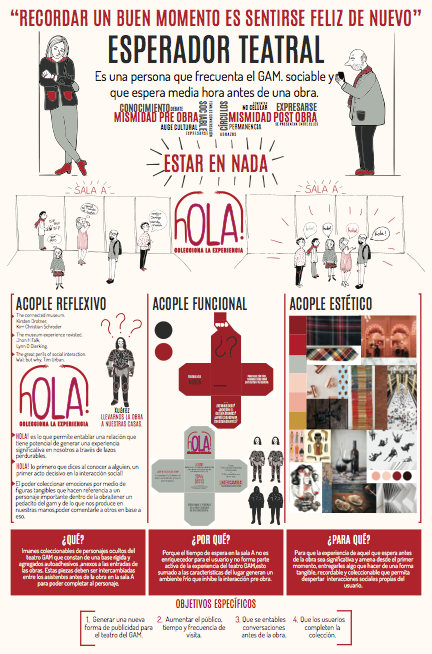 “RECORDAR UN BUEN MOMENTO ES SENTIRSE FELIZ DE NUEVO”
ESPERADOR TEATRAL
Es una persona que frecuenta el GAM. sociable y
que espera media hora antes de una obra.
CONOCIMIENTO DEBATE
MISMIDAD PRE OBRA
AUGE CULTURAL
SOCIABLE
CÍRCULOS
NO CELULAR
EXPRESARSE
MISMIDAD POST OBRA
PERMANENCIA
ESTAR EN NADA
SALA A
SALA A
hola!
hola!
¡hOLA!
COLECCIONA LA EXPERIENCIA
ACOPLE REFLEXIVO
The connected museum.
Kirsten Drotner,
Kim Christian Schroder
The museum experience revisited.
Jhon H Falk,
Lynn D Dierking.
The great perils of social interaction.
Wait but why, Tim Urban.
???
¡hOLA!
COLECCIONA LA EXPERIENCIA
LLEVARNOS LA OBRA
A NUESTRAS CASAS
HOLA! es lo que permite entablar una relación que
tiene potencial de generar una experiencia
significativa en nosotros a través de lazos
perdurables.
HOLA! lo primero que dices al conocer a alguien, un
primer acto decisivo en la interacción social!
El poder coleccionar emociones por medio de
figuras tangibles que hacen referencia a un
personaje importante dentro de la obra,tener un
pedacito del gam y de lo que nos produce en
nuestras manos,poder comentarle a otros en base a
eso.
ACOPLE FUNCIONAL
¡hOLA!
ACOPLE ESTÉTICO
¿QUÉ?
Imanes coleccionables de personajes ocultos del
teatro GAM que constan de una base rígida y
agregados autoadhesivos ,anexos a las entradas de
las obras. Estas piezas deben ser intercambiadas
entre los asistentes antes de la obra en la sala A
para poder completar al personaje.
¿POR QUÉ?
Porque el tiempo de espera en la sala A no es
enriquecedor para el usuario y no forma parte
activa de la experiencia del teatro GAM,esto
sumado a las características del lugar generan un
ambiente frío que inhibe la interacción pre obra.
¿PARA QUÉ?
Para que la experiencia de aquel que espera antes
de la obra sea significativa y amena desde el primer
momento, entregarles algo que hacer de una forma
tangible, recordable y coleccionable que permita
despertar interacciones sociales propias del
usuario.
OBJETIVOS ESPECÍFICOS
1. Generar una nueva
forma de publicidad para
el teatro del GAM.
2. Aumentar el público,
tiempo y frecuencia de
visita.
3. Que se entablen
conversaciones
antes de la obra.
4. Que los usuarios
completen la
colección.